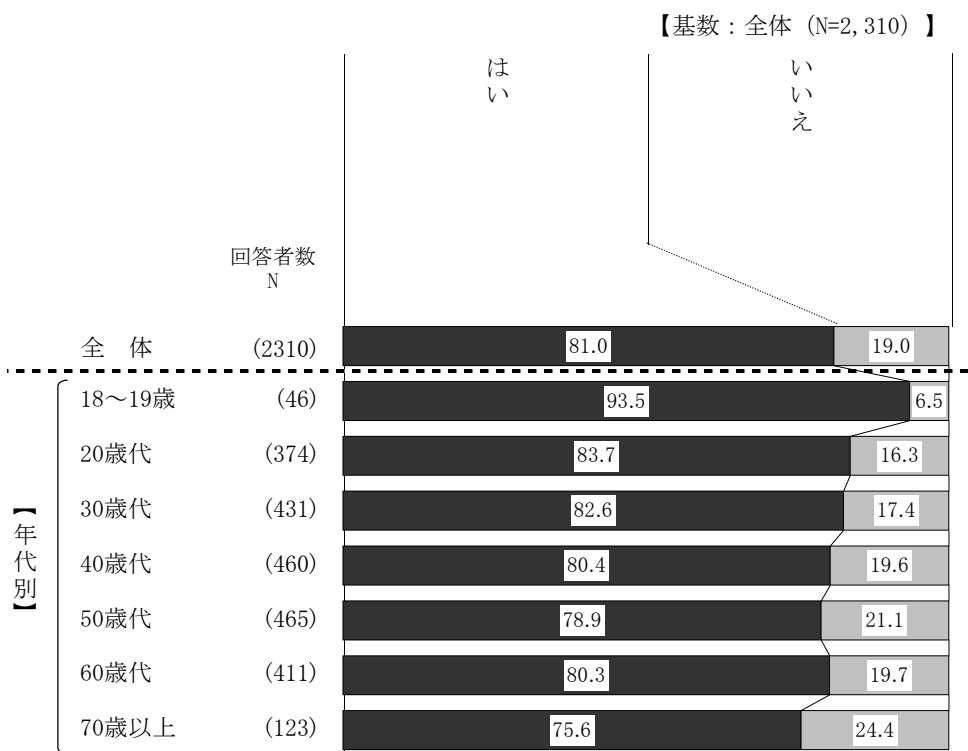 【基数：全体（N=2,310）】
はい
いいえ
回答者数
N
全　体 (2310) 81.0 19.0
【年代別】
18～19歳 (46) 93.5 6.5
20歳代 (374) 83.7 16.3
30歳代 (431) 82.6 17.4
40歳代 (460) 80.4 19.6
50歳代 (465) 78.9 21.1
60歳代 (411) 80.3 19.7
70歳以上 (123) 75.6 24.4